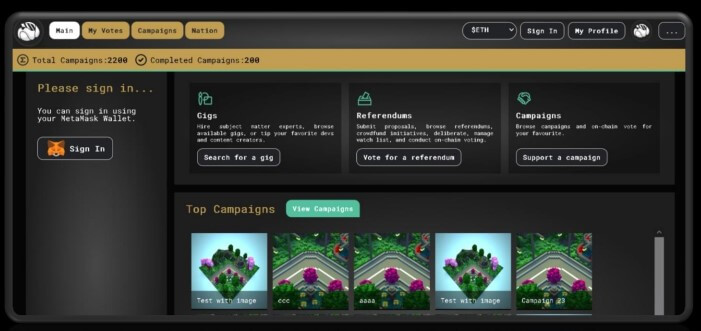 Main My Votes Campaigns Nation $ETH Sign In My Profile ...
Total Campaigns:2200 Completed Campaigns:200
Please sign in...
You can sign in using
your MetaMask Wallet.
Sign In
Gigs
Hire subject matter experts, browse
available gigs, or tip your favorite devs
and content creators.
Search for a gig
Referendums
Submit proposals, browse referendums,
crowdfund initiatives, deliberate, manage
watch list, and conduct on-chain voting.
Vote for a referendum
Campaigns
Browse campaigns and on-chain vote for
your favourite.
Support a campaign
Top Campaigns View Campaigns
Test with image ccc aaaa Test with image Campaign 23